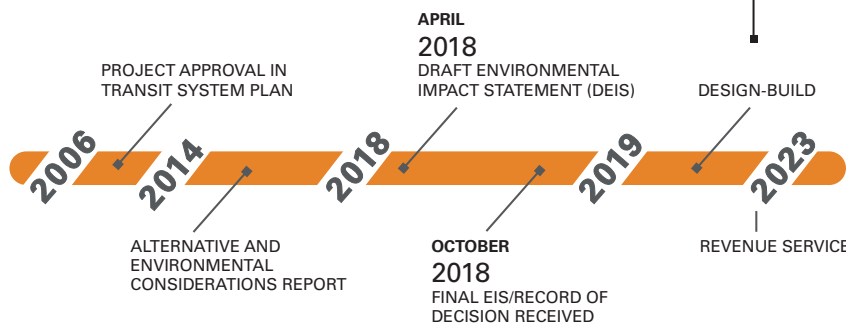 APRIL
2018
DRAFT ENVIRONMENTAL
IMPACT STATEMENT (DEIS)
PROJECT APPROVAL IN
TRANSIT SYSTEM PLAN
DESIGN-BUILD
2006
2014
2018
2019
2023
ALTERNATIVE AND
ENVIRONMENTAL
CONSIDERATIONS REPORT
OCTOBER
2018
FINAL EIS/RECORD OF
DECISION RECEIVED
REVENUE SERVICE